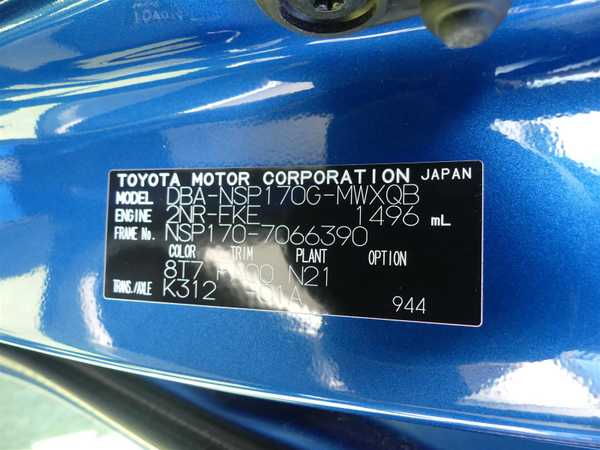 TOYOTA MOTOR CORPORATION JAPAN
MODEL DBA-NSP170G-MWXQB
ENGINE 2NR-FKE 1496 mL
FRAME No. NSP170-7066390
COLOR TRIM PLANT OPTION
8T7 N21
TRANS./AXLE K312 -01A
944